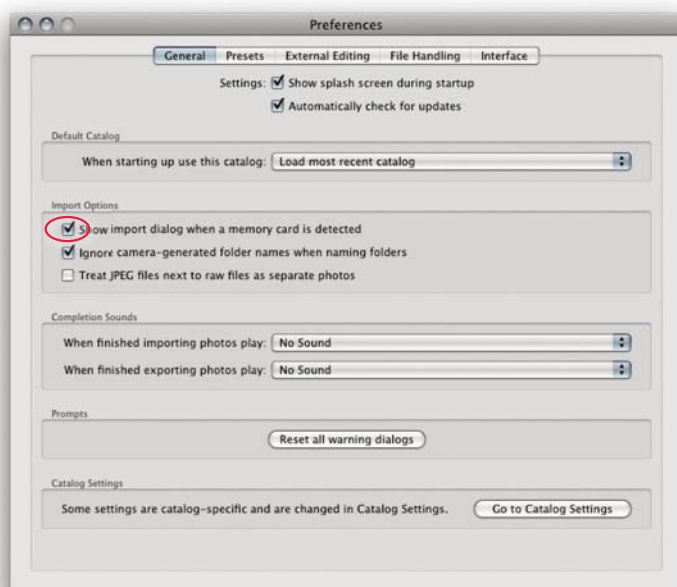 Preferences
General Presets External Editing File Handling Interface
Settings: Show splash screen during startup
Automatically check for updates
Default Catalog
When starting up use this catalog: Load most recent catalog
Import Options
Show import dialog when a memory card is detected
Ignore camera-generated folder names when naming folders
Treat JPEG files next to raw files as separate photos
Completion Sounds
When finished importing photos play: No Sound
When finished exporting photos play: No Sound
Prompts
Reset all warning dialogs
Catalog Settings
Some settings are catalog-specific and are changed in Catalog Settings. Go to Catalog Settings